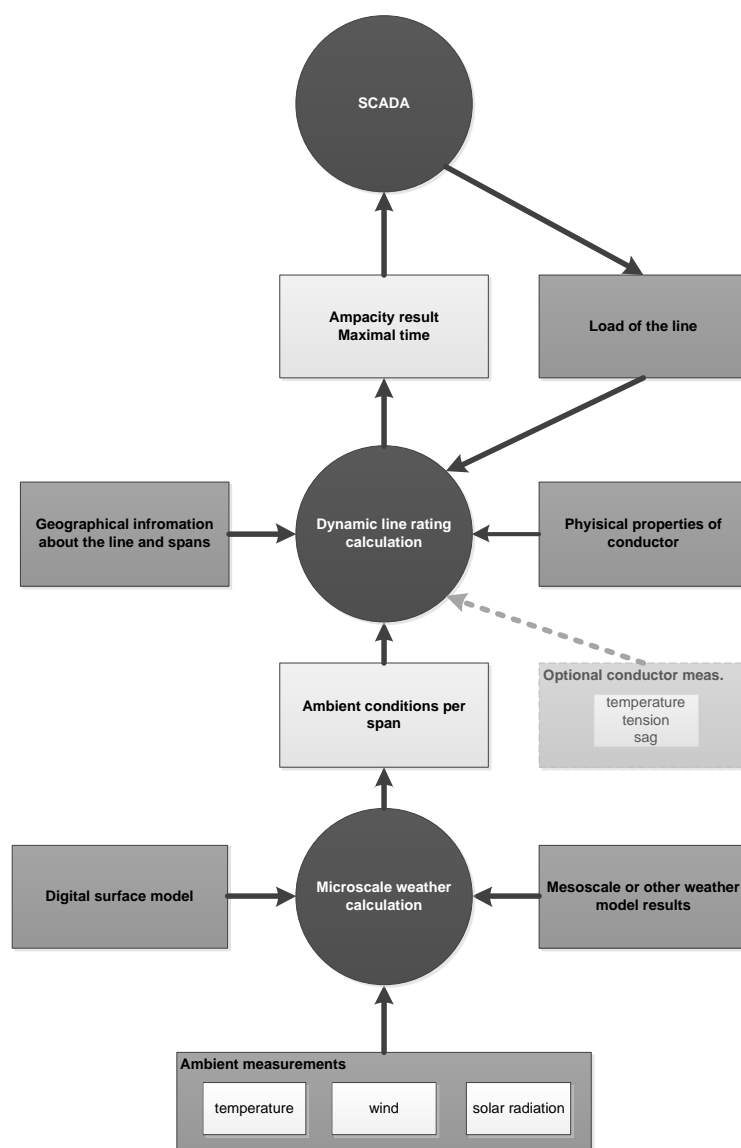 SCADA
Ampacity result
Maximal time
Load of the line
Geographical infromation
about the line and spans
Dynamic line rating
calculation
Phyisical properties of
conductor
Optional conductor meas.
temperature
tension
sag
Ambient conditions per
span
Digital surface model
Microscale weather
calculation
Mesoscale or other weather
model results
Ambient measurements
temperature
wind
solar radiation